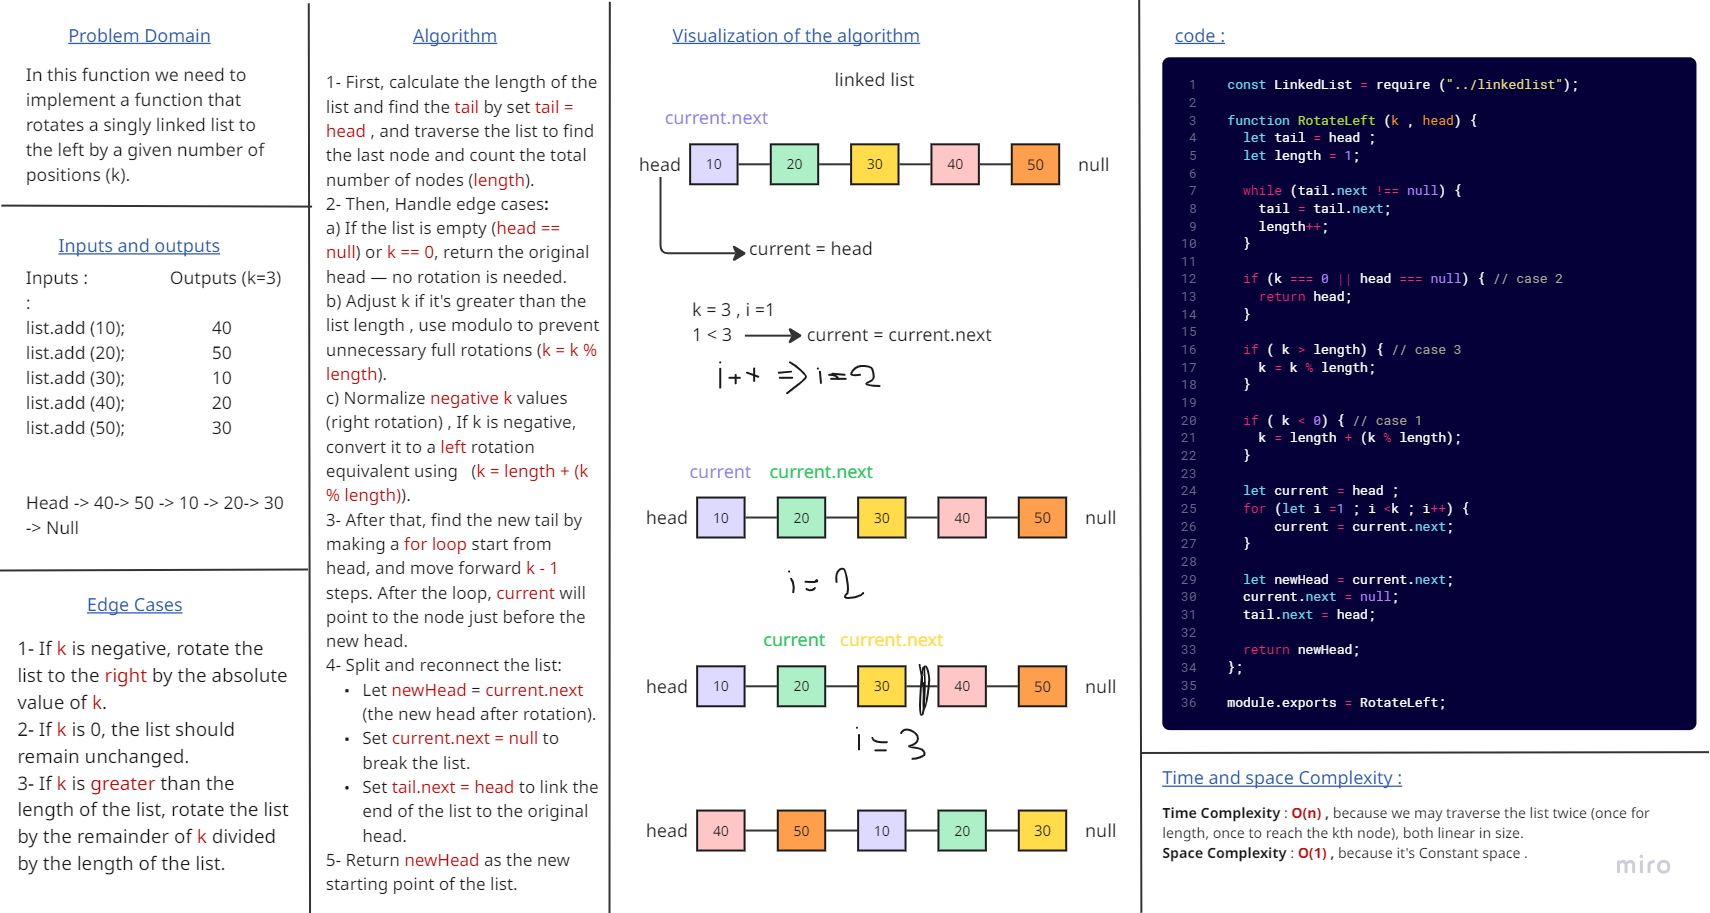 Problem Domain
In this function we need to
implement a function that
rotates a singly linked list to
the left by a given number of
positions (k).
Inputs and outputs
Inputs : Outputs (k=3)
:
list.add (10); 40
list.add (20); 50
list.add (30); 10
list.add (40); 20
list.add (50); 30
Head -> 40-> 50 -> 10 -> 20-> 30
-> Null
Edge Cases
1- If k is negative, rotate the
list to the right by the absolute
value of k.
2- If k is 0, the list should
remain unchanged.
3- If k is greater than the
length of the list, rotate the list
by the remainder of k divided
by the length of the list.
Algorithm
1- First, calculate the length of the
list and find the tail by set tail =
head , and traverse the list to find
the last node and count the total
number of nodes (length).
2- Then, Handle edge cases:
a) If the list is empty (head ==
null) or k == 0, return the original
head — no rotation is needed.
b) Adjust k if it's greater than the
list length , use modulo to prevent
unnecessary full rotations (k = k %
length).
c) Normalize negative k values
(right rotation) , If k is negative,
convert it to a left rotation
equivalent using (k = length + (k
% length)).
3- After that, find the new tail by
making a for loop start from
head, and move forward k - 1
steps. After the loop, current will
point to the node just before the
new head.
4- Split and reconnect the list:
• Let newHead = current.next
(the new head after rotation).
• Set current.next = null to
break the list.
• Set tail.next = head to link the
end of the list to the original
head.
5- Return newHead as the new
starting point of the list.
Visualization of the algorithm
linked list
current.next
head 10 20 30 40 50 null
current = head
k = 3 , i =1
1 < 3 current = current.next
i++ => i=2
current current.next
head 10 20 30 40 50 null
i = 2
current current.next
head 10 20 30 40 50 null
i = 3
head 40 50 10 20 30 null
code :
1 const LinkedList = require ("../linkedlist");
2
3 function RotateLeft (k , head) {
4 let tail = head ;
5 let length = 1;
6
7 while (tail.next !== null) {
8 tail = tail.next;
9 length++;
10 }
11
12 if (k === 0 || head === null) { // case 2
13 return head;
14 }
15
16 if ( k > length) { // case 3
17 k = k % length;
18 }
19
20 if ( k < 0) { // case 1
21 k = length + (k % length);
22 }
23
24 let current = head ;
25 for (let i =1 ; i <k ; i++) {
26 current = current.next;
27 }
28
29 let newHead = current.next;
30 current.next = null;
31 tail.next = head;
32
33 return newHead;
34 };
35
36 module.exports = RotateLeft;
Time and space Complexity :
Time Complexity : O(n) , because we may traverse the list twice (once for
length, once to reach the kth node), both linear in size.
Space Complexity : O(1) , because it's Constant space .
miro